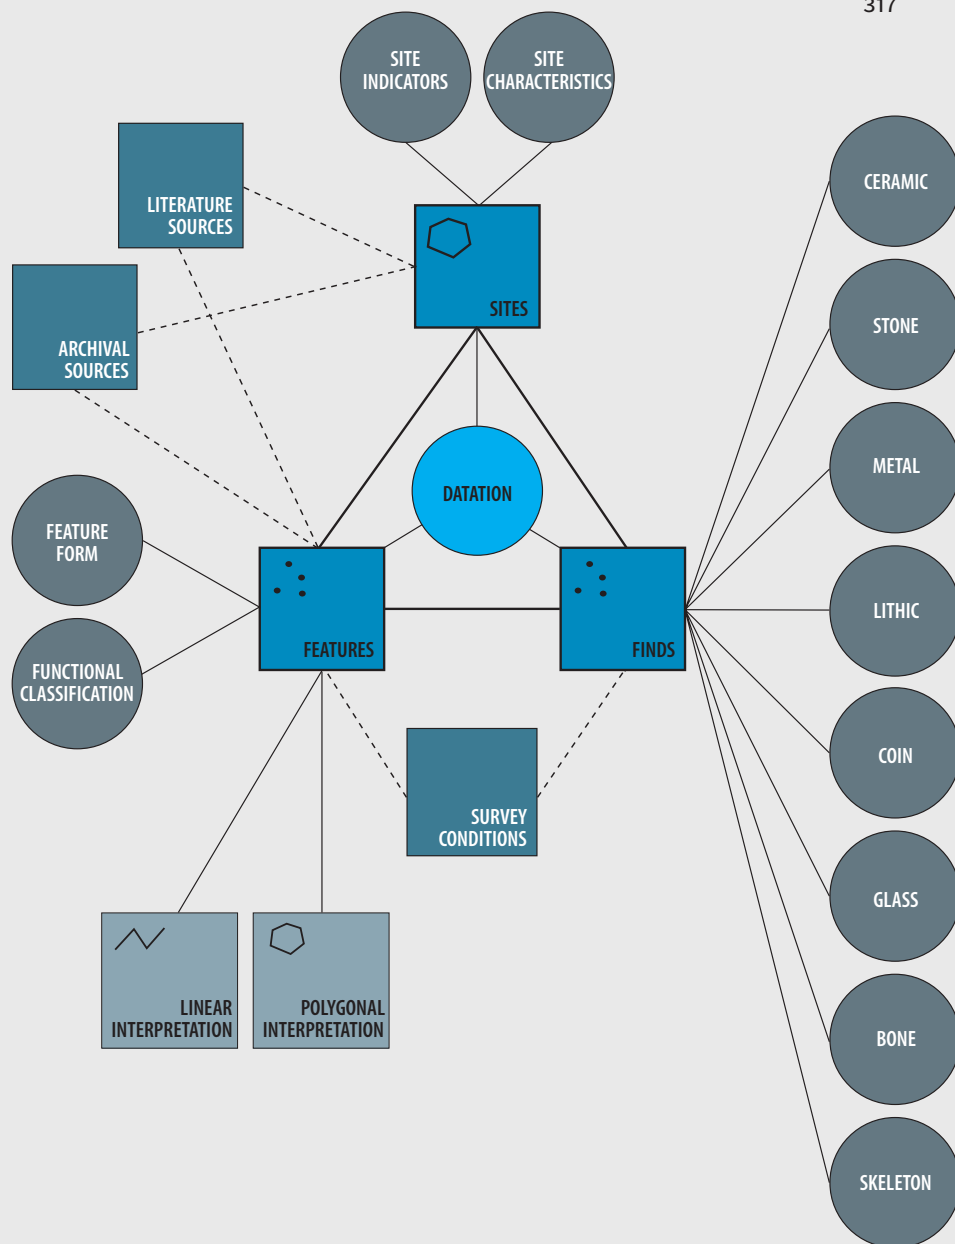 317
SITE
INDICATORS
SITE
CHARACTERISTICS
LITERATURE
SOURCES
CERAMIC
SITES
STONE
ARCHIVAL
SOURCES
METAL
DATATION
FEATURE
FORM
FEATURES
FINDS
LITHIC
FUNCTIONAL
CLASSIFICATION
COIN
SURVEY
CONDITIONS
GLASS
LINEAR
INTERPRETATION
POLYGONAL
INTERPRETATION
BONE
SKELETON